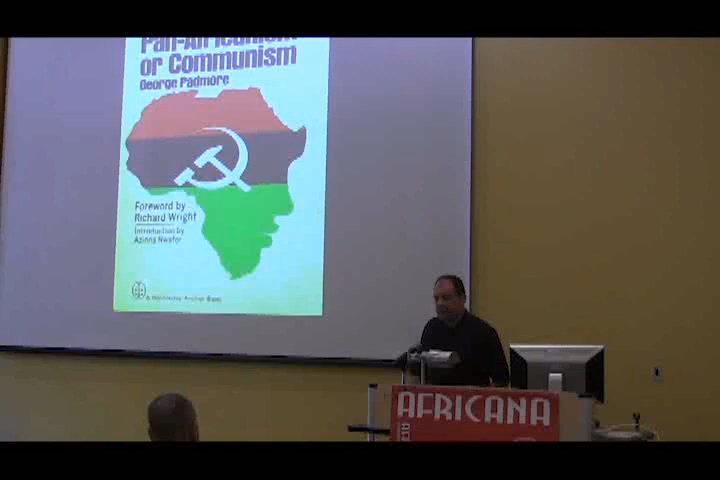 Pan-Africanism
or Communism
George Padmore
Foreword by
Richard Wright
Introduction by
Azinna Nwafor
AFRICANA